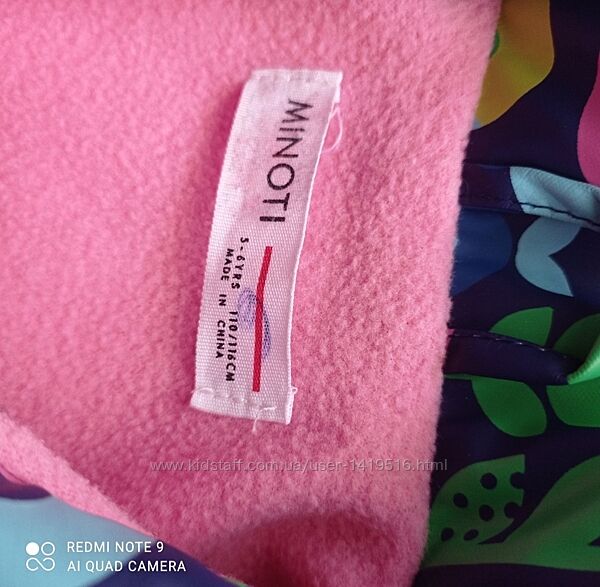 MiNOTI
5-6YRS 110/116CM
MADE IN CHINA
www.kidstaff.com.ua/user-1419516.html
REDMI NOTE 9
AI QUAD CAMERA